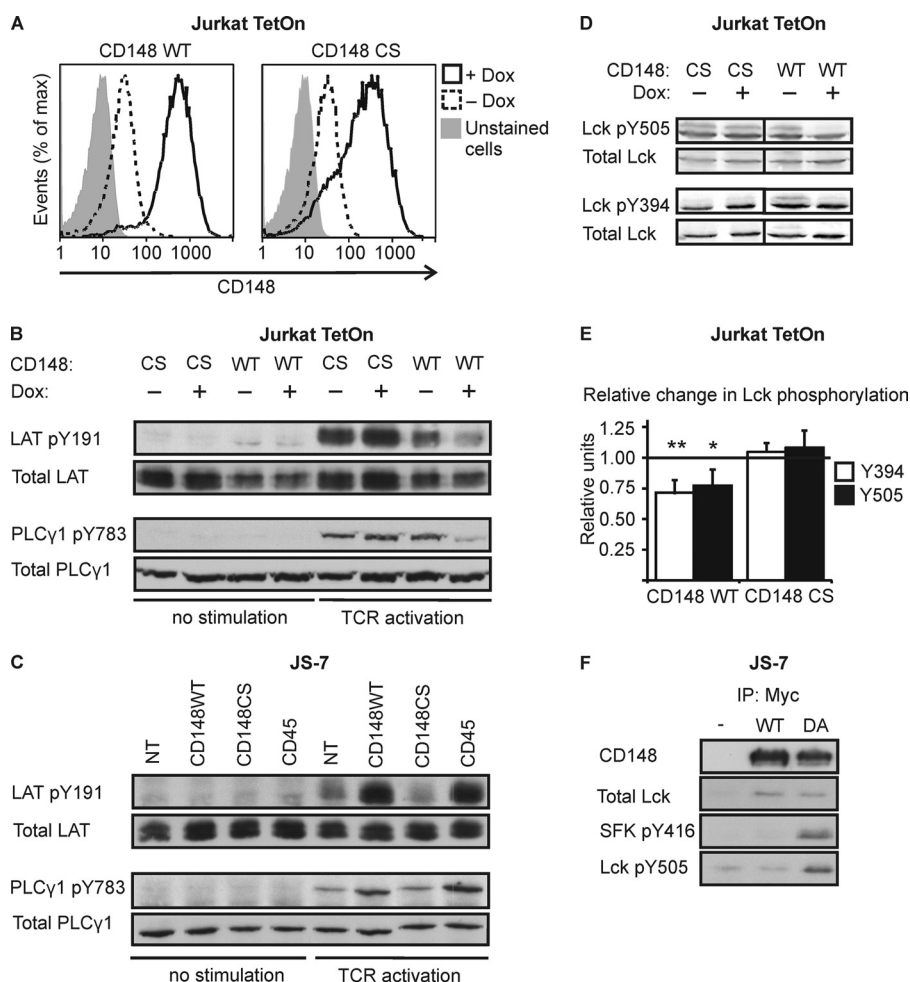 A
Jurkat TetOn
CD148 WT
CD148 CS
Events (% of max)
1 10 100 1000
1 10 100 1000
CD148
+ Dox
– Dox
Unstained
cells
B
Jurkat TetOn
CD148: CS CS WT WT CS CS WT WT
Dox: – + – + – + – +
LAT pY191
Total LAT
PLCγ1 pY783
Total PLCγ1
no stimulation TCR activation
C
JS-7
NT CD148WT CD148CS CD45 NT CD148WT CD148CS CD45
LAT pY191
Total LAT
PLCγ1 pY783
Total PLCγ1
no stimulation TCR activation
D
Jurkat TetOn
CD148: CS CS WT WT
Dox: – + – +
Lck pY505
Total Lck
Lck pY394
Total Lck
E
Jurkat TetOn
Relative change in Lck phosphorylation
Relative units
1.25
1.00
0.75
0.50
** *
Y394
Y505
CD148 WT CD148 CS
F
JS-7
IP: Myc
- WT DA
CD148
Total Lck
SFK pY416
Lck pY505